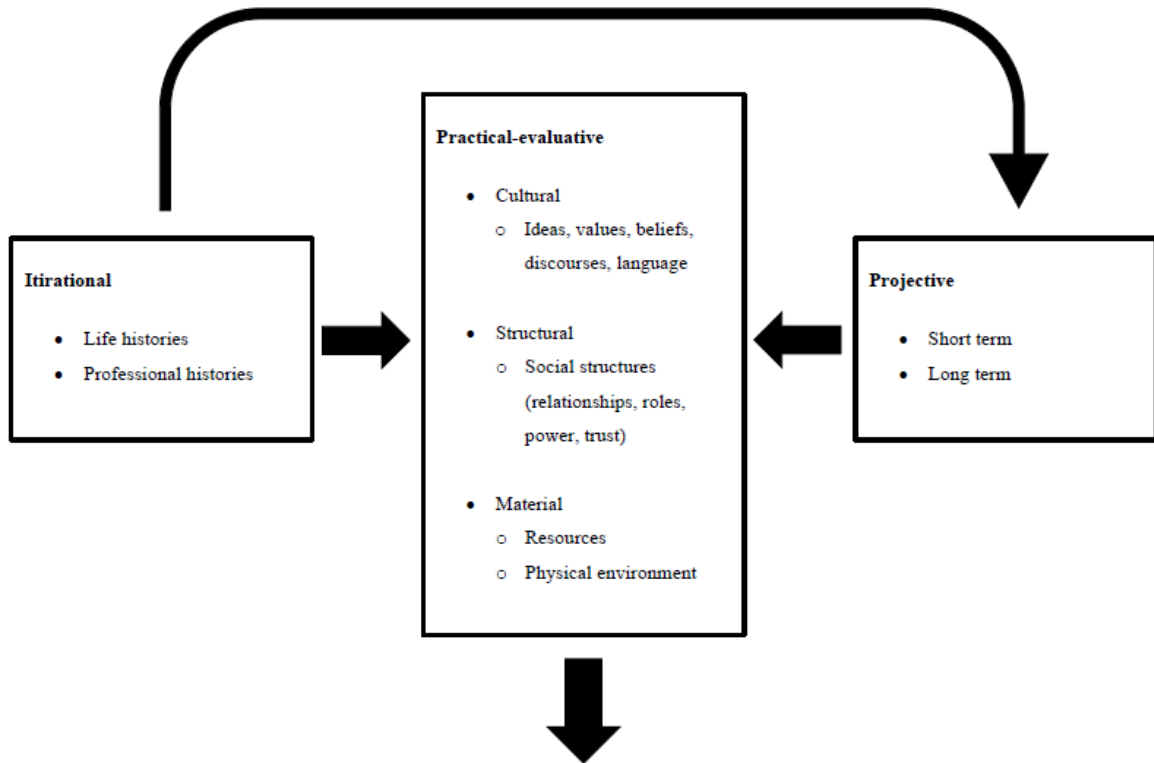 Practical-evaluative
• Cultural
o Ideas, values, beliefs,
discourses, language
• Structural
o Social structures
(relationships, roles,
power, trust)
• Material
o Resources
o Physical environment
Itirational
• Life histories
• Professional histories
Projective
• Short term
• Long term